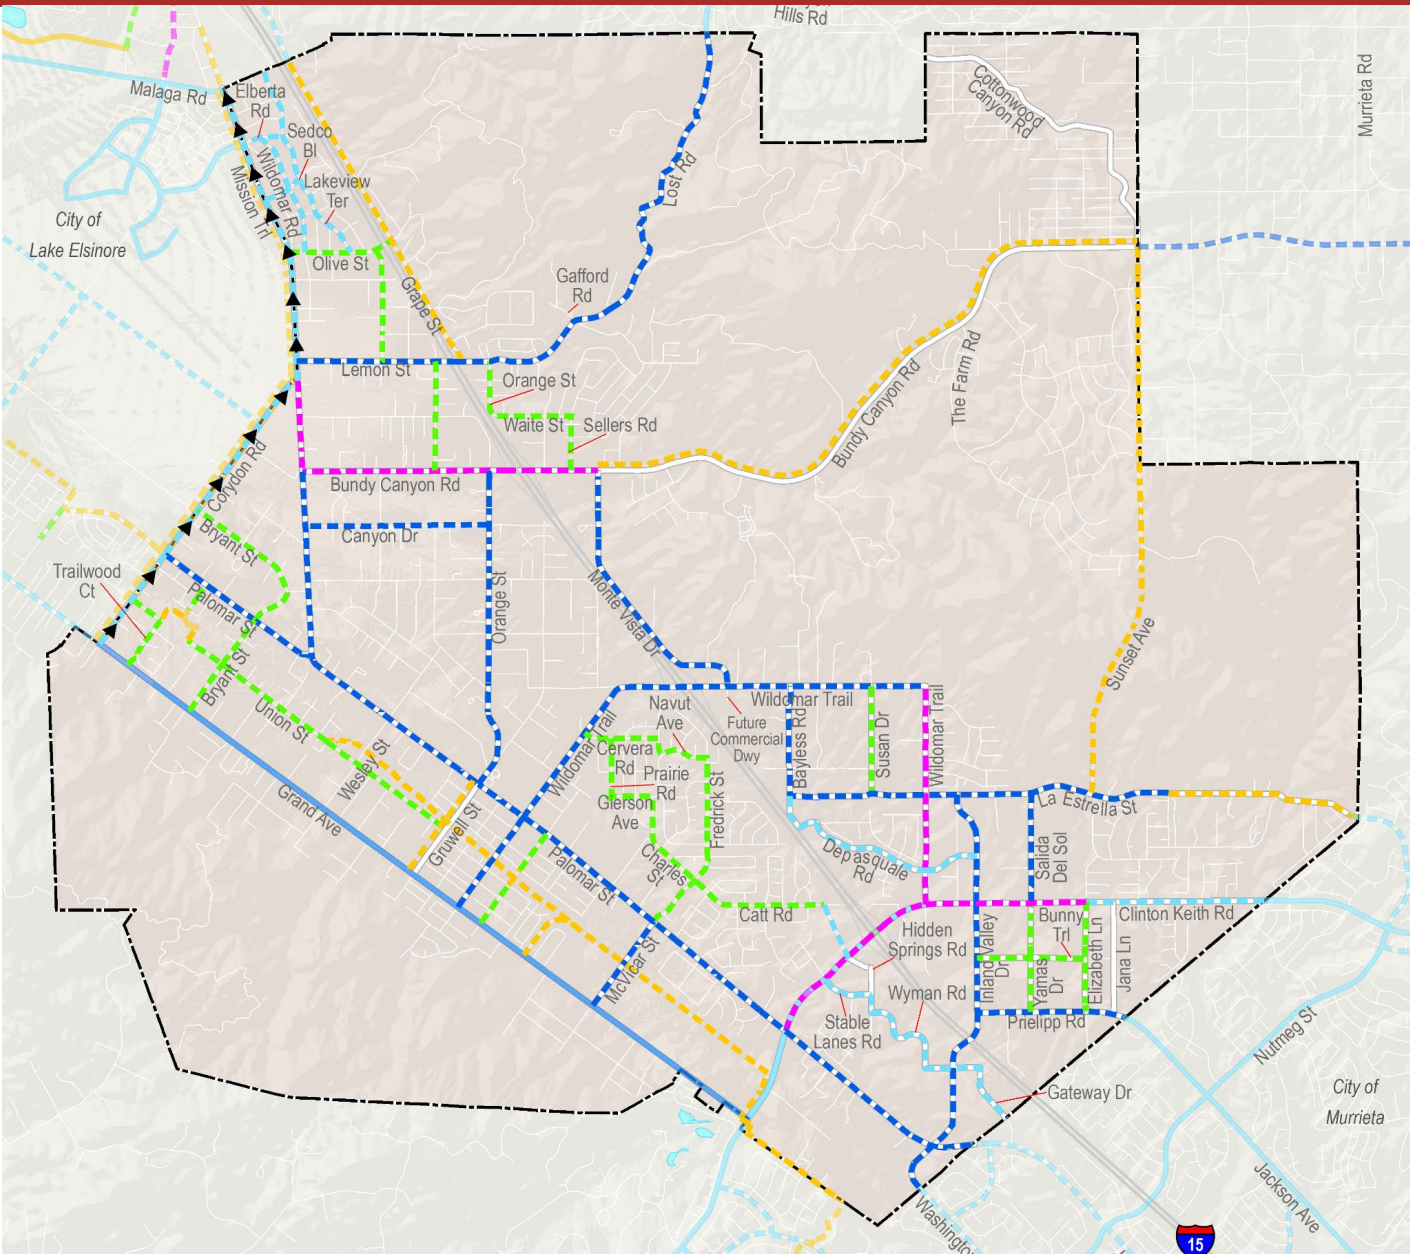 Hills Rd
Malaga Rd
Elberta
Rd
Sedco
Bl
Lakeview
Ter
Wildomar Rd
Mission Trl
City of
Lake Elsinore
Olive St
Grape St
Gafford
Rd
Lost Rd
Cottonwood
Canyon Rd
Murrieta Rd
Lemon St
Orange St
Waite St
Sellers Rd
The Farm Rd
Bundy Canyon Rd
Corydon Rd
Bundy Canyon Rd
Canyon Dr
Bryant St
Trailwood
Ct
Palomar St
Orange St
Monte Vista Dr
Sunset Ave
Bryant St
Union St
Wesley St
Grand Ave
Gruwell St
Wildomar Trail
Navut
Ave
Wildomar Trail
Future
Commercial
Dwy
Bayless Rd
Susan Dr
Wildomar Trail
Cervera
Rd
Prairie
Rd
Gierson
Ave
Fredrick St
Charles
St
La Estrella St
Salida
Del Sol
Depasquale
Rd
Palomar St
Catt Rd
McVicar St
Hidden
Springs Rd
Inland Valley
Dr
Bunny
Trl
Yamas
Dr
Elizabeth Ln
Jana Ln
Clinton Keith Rd
Wyman Rd
Stable
Lanes Rd
Prielipp Rd
Gateway Dr
Nutmeg St
City of
Murrieta
Jackson Ave
Washington
15